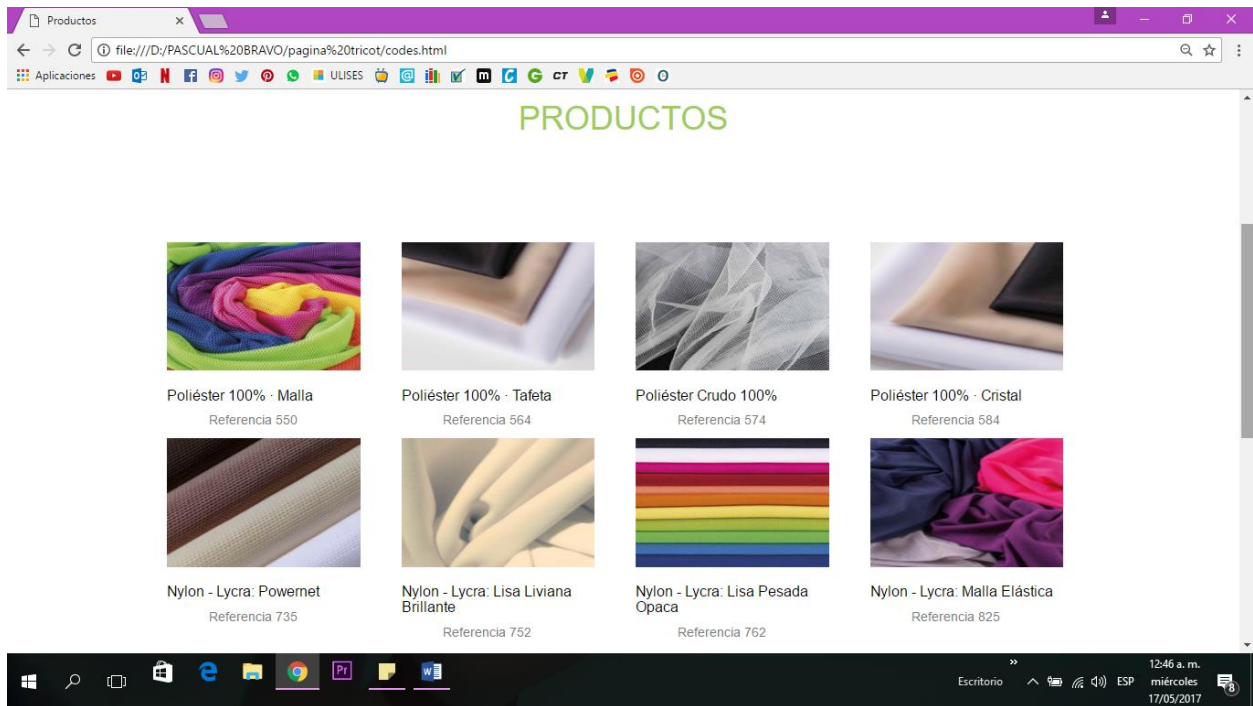 Productos
file:///D:/PASCUAL%20BRAVO/pagina%20tricot/codes.html
Aplicaciones ULISES CT
PRODUCTOS
Poliéster 100% · Malla
Referencia 550
Poliéster 100% · Tafeta
Referencia 564
Poliéster Crudo 100%
Referencia 574
Poliéster 100% · Cristal
Referencia 584
Nylon - Lycra: Powernet
Referencia 735
Nylon - Lycra: Lisa Liviana
Brillante
Referencia 752
Nylon - Lycra: Lisa Pesada
Opaca
Referencia 762
Nylon - Lycra: Malla Elástica
Referencia 825
Pr
Escritorio
ESP
12:46 a. m.
miércoles
17/05/2017
8